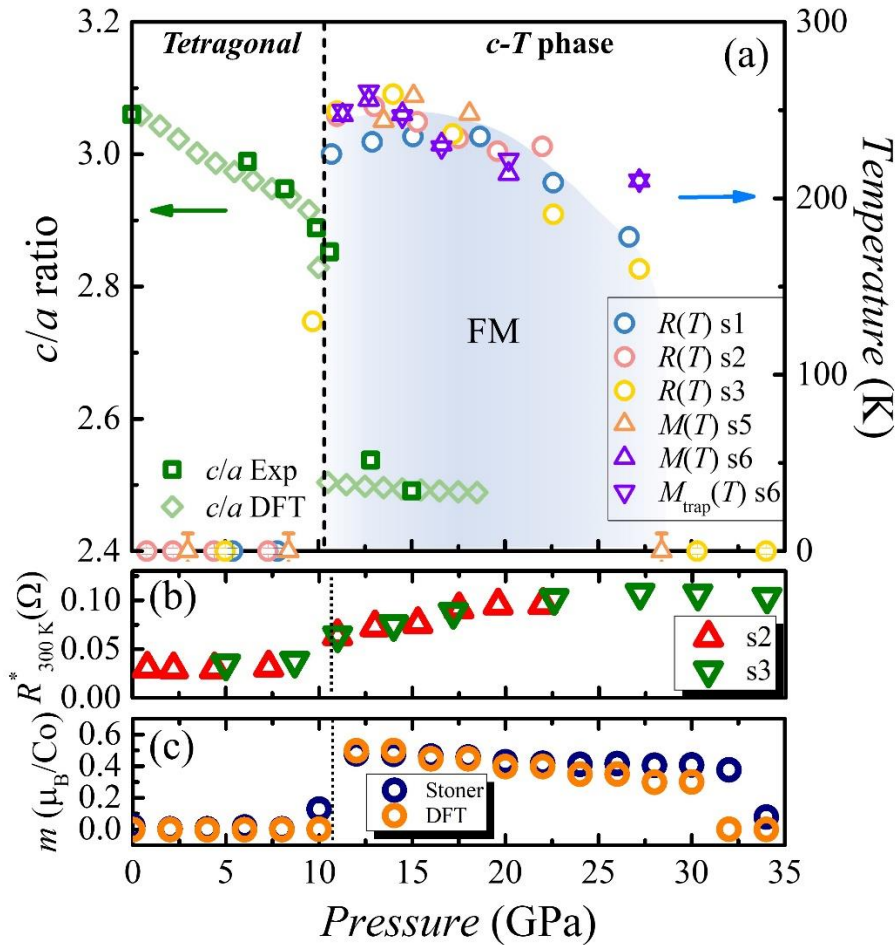 Tetragonal
c-T phase
(a)
3.2
3.0
2.8
2.6
2.4
c/a ratio
300
200
100
0
Temperature (K)
FM
c/a Exp
c/a DFT
R(T) s1
R(T) s2
R(T) s3
M(T) s5
M(T) s6
Mtrap(T) s6
(b)
0.10
0.05
0.00
R*300 K(Ω)
s2
s3
(c)
0.6
0.4
0.2
0.0
m (μB/Co)
Stoner
DFT
0 5 10 15 20 25 30 35
Pressure (GPa)